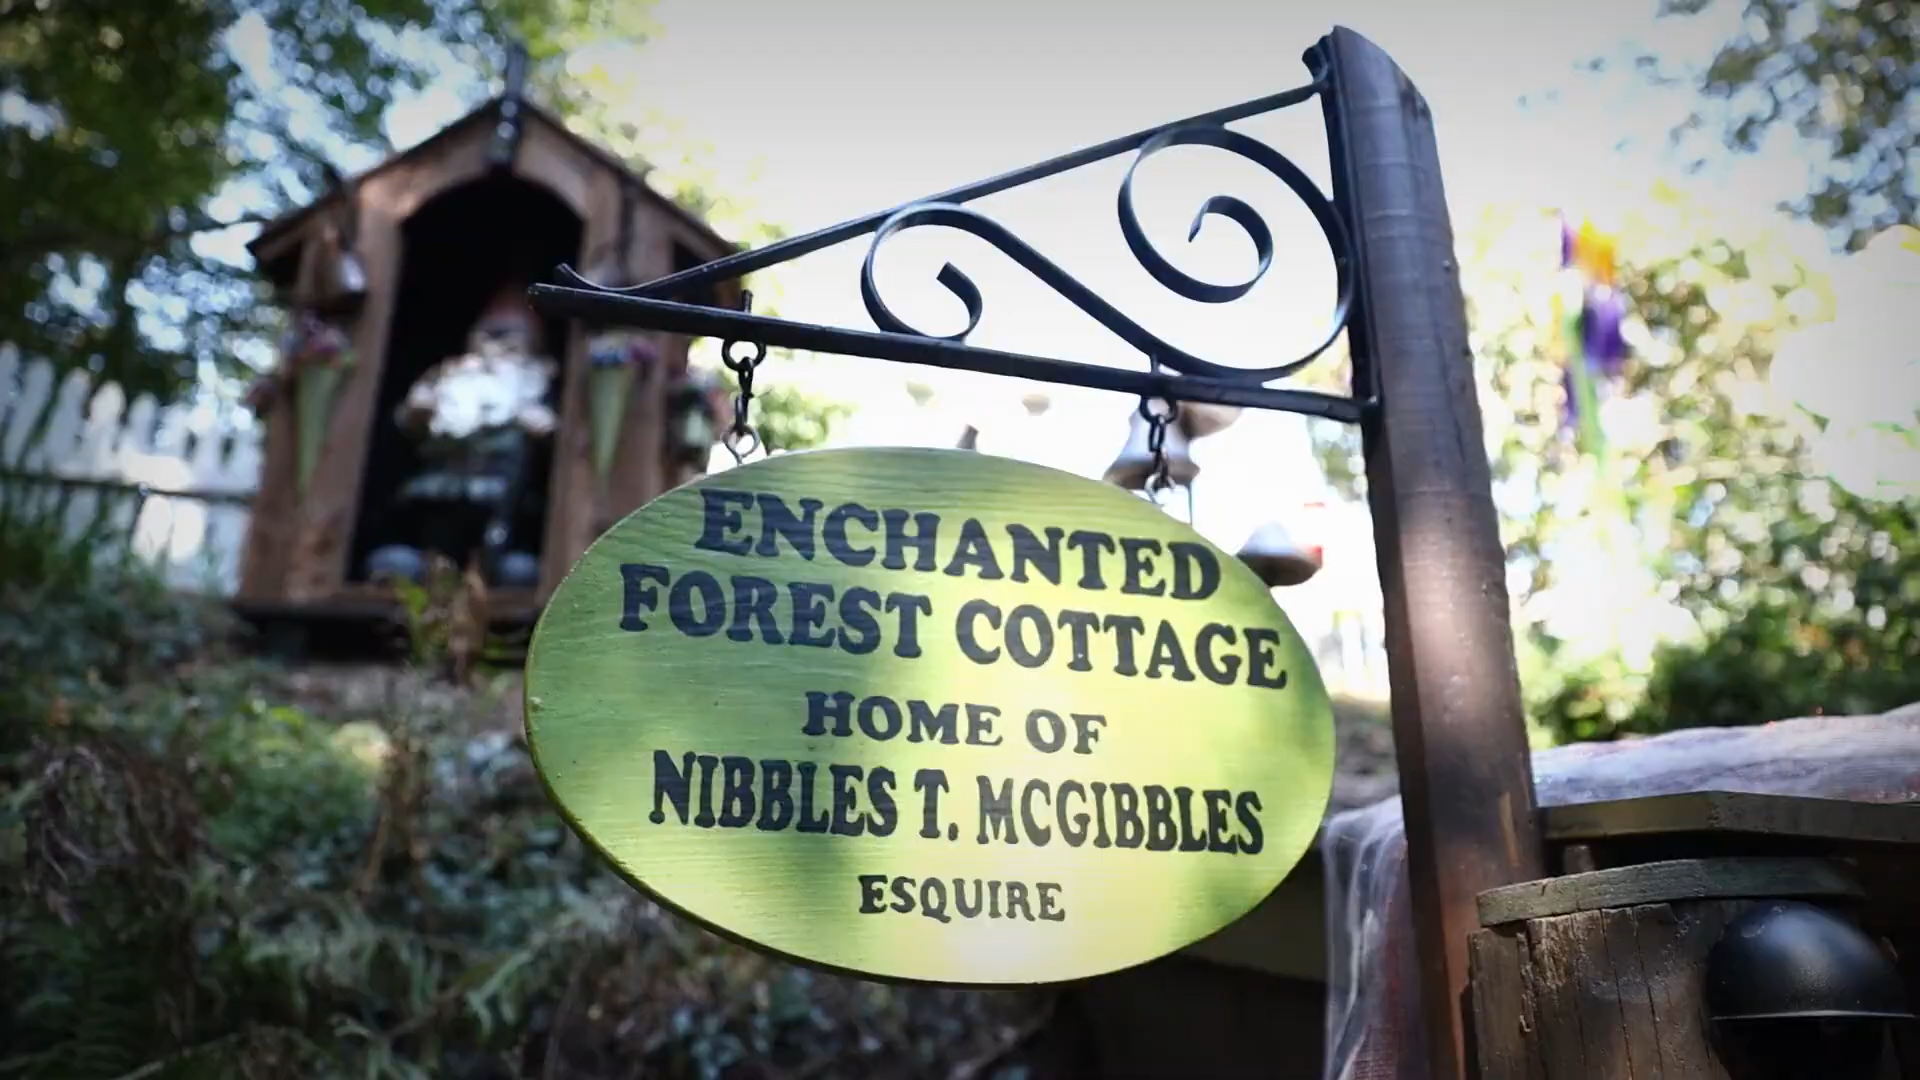 ENCHANTED
FOREST COTTAGE
HOME OF
NIBBLES T. MCGIBBLES
ESQUIRE